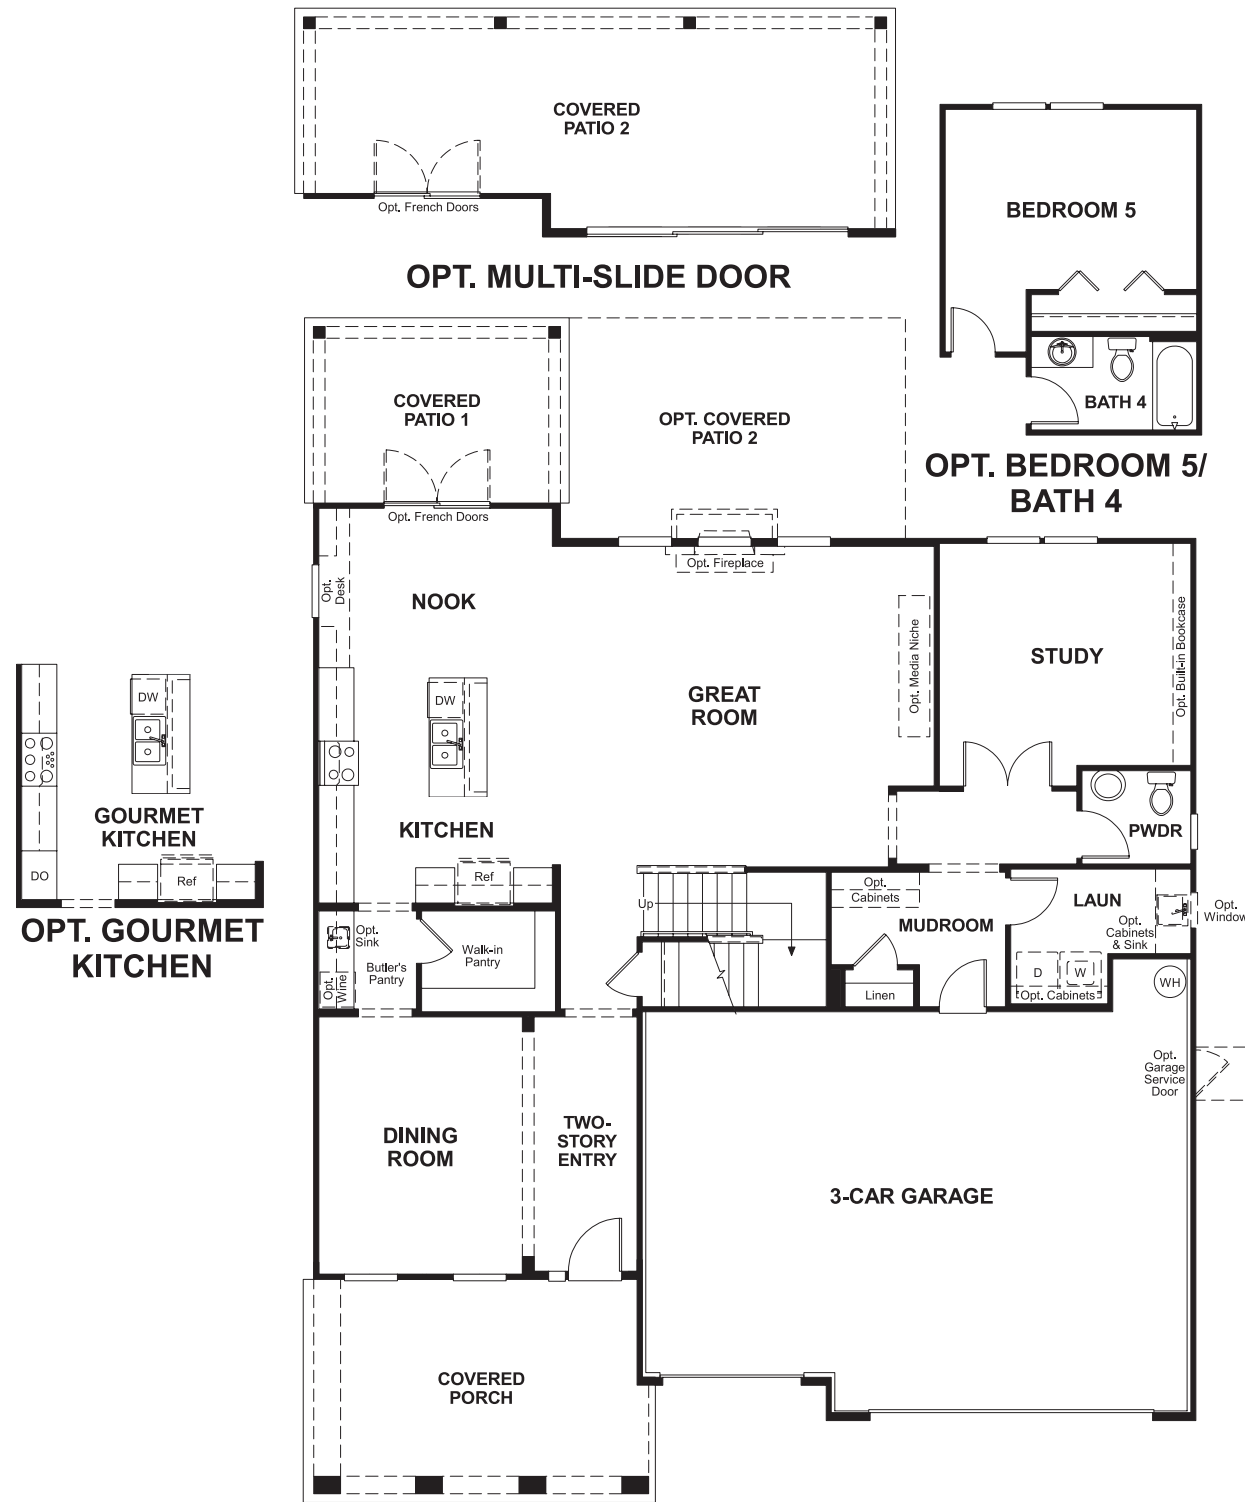 COVERED
PATIO 2
Opt. French Doors
OPT. MULTI-SLIDE DOOR
BEDROOM 5
BATH 4
OPT. BEDROOM 5/
BATH 4
COVERED
PATIO 1
OPT. COVERED
PATIO 2
Opt. French Doors
Opt. Fireplace
Opt.
Desk
NOOK
Opt. Media Niche
STUDY
Opt. Built-in Bookcase
GREAT
ROOM
DW
KITCHEN
Ref
DW
GOURMET
KITCHEN
DO
Ref
OPT. GOURMET
KITCHEN
PWDR
Opt.
Cabinets
MUDROOM
LAUN
Opt.
Cabinets
& Sink
Opt.
Window
Up
Opt.
Sink
Butler's
Pantry
Walk-in
Pantry
Opt.
Wine
Linen
D
W
Opt. Cabinets
WH
Opt.
Garage
Service
Door
DINING
ROOM
TWO-
STORY
ENTRY
3-CAR GARAGE
COVERED
PORCH